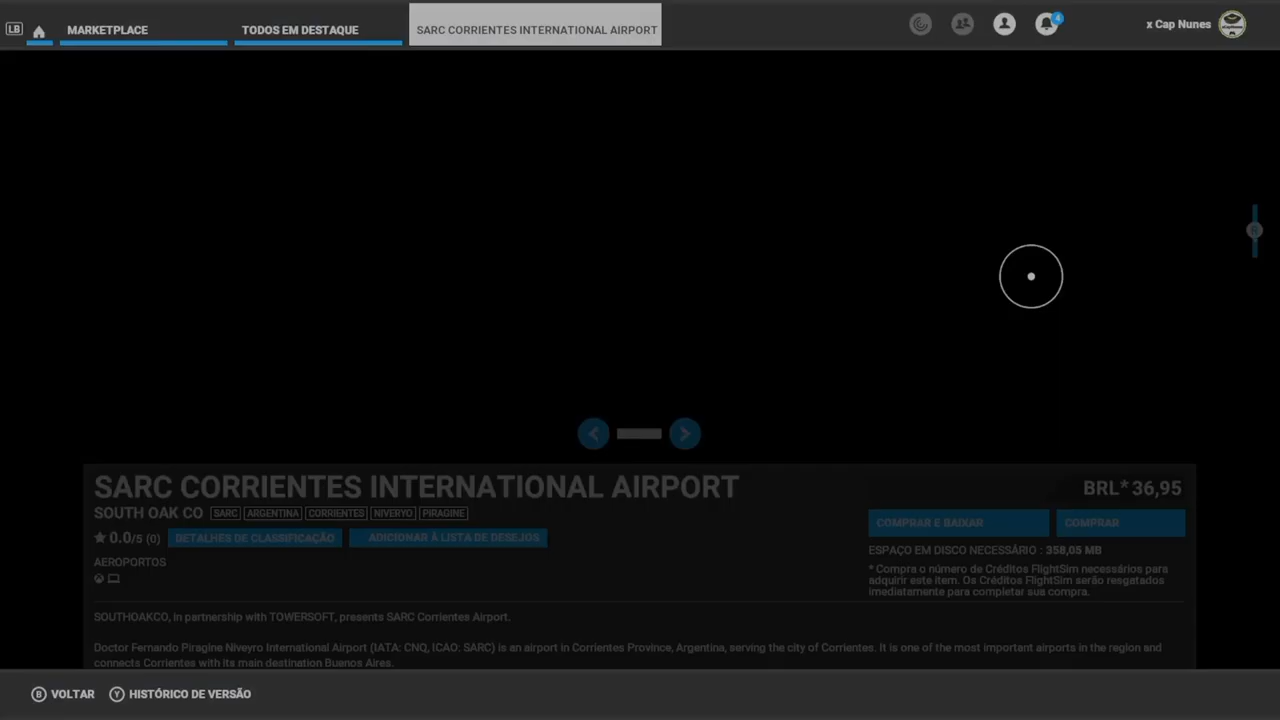 LB MARKETPLACE TODOS EM DESTAQUE SARC CORRIENTES INTERNATIONAL AIRPORT 4 x Cap Nunes
R
SARC CORRIENTES INTERNATIONAL AIRPORT
BRL* 36,95
SOUTH OAK CO SARC ARGENTINA CORRIENTES NIVERYO PIRAGINE
COMPRAR E BAIXAR COMPRAR
0.0/5 (0) DETALHES DE CLASSIFICAÇÃO ADICIONAR À LISTA DE DESEJOS
ESPAÇO EM DISCO NECESSÁRIO : 358,05 MB
AEROPORTOS
* Compra o número de Créditos FlightSim necessários para
adquirir este item. Os Créditos FlightSim serão resgatados
imediatamente para completar sua compra.
SOUTHOAKCO, in partnership with TOWERSOFT, presents SARC Corrientes Airport.
Doctor Fernando Piragine Niveyro International Airport (IATA: CNQ, ICAO: SARC) is an airport in Corrientes Province, Argentina, serving the city of Corrientes. It is one of the most important airports in the region and
connects Corrientes with its main destination Buenos Aires.
B VOLTAR Y HISTÓRICO DE VERSÃO